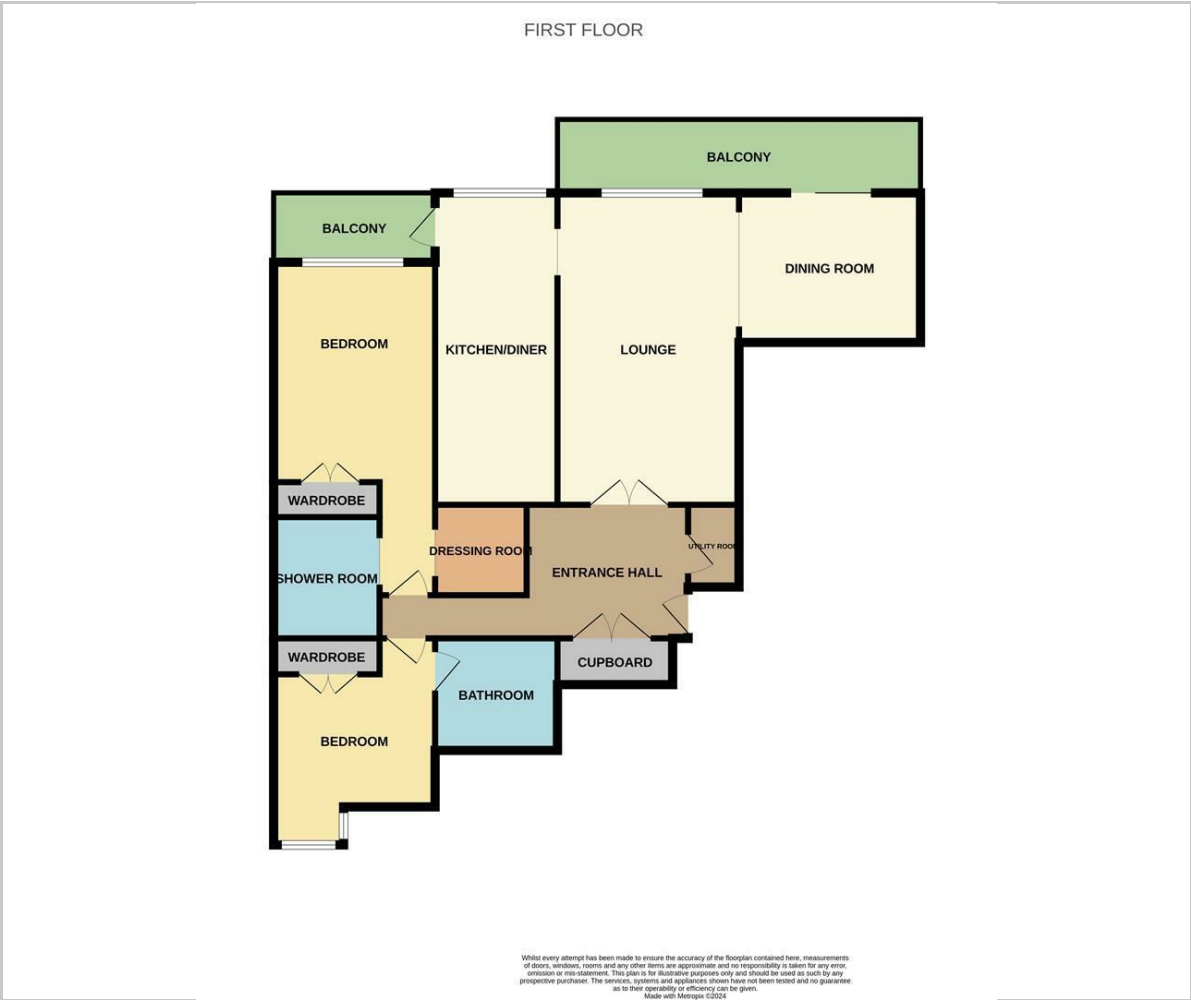 FIRST FLOOR
BALCONY
BALCONY
DINING ROOM
BEDROOM
KITCHEN/DINER
LOUNGE
WARDROBE
DRESSING ROOM
UTILITY ROOM
SHOWER ROOM
ENTRANCE HALL
WARDROBE
CUPBOARD
BATHROOM
BEDROOM
Whilst every attempt has been made to ensure the accuracy of the floorplan contained here, measurements
of doors, windows, rooms and any other items are approximate and no responsibility is taken for any error,
omission or mis-statement. This plan is for illustrative purposes only and should be used as such by any
prospective purchaser. The services, systems and appliances shown have not been tested and no guarantee
as to their operability or efficiency can be given.
Made with Metropix ©2024